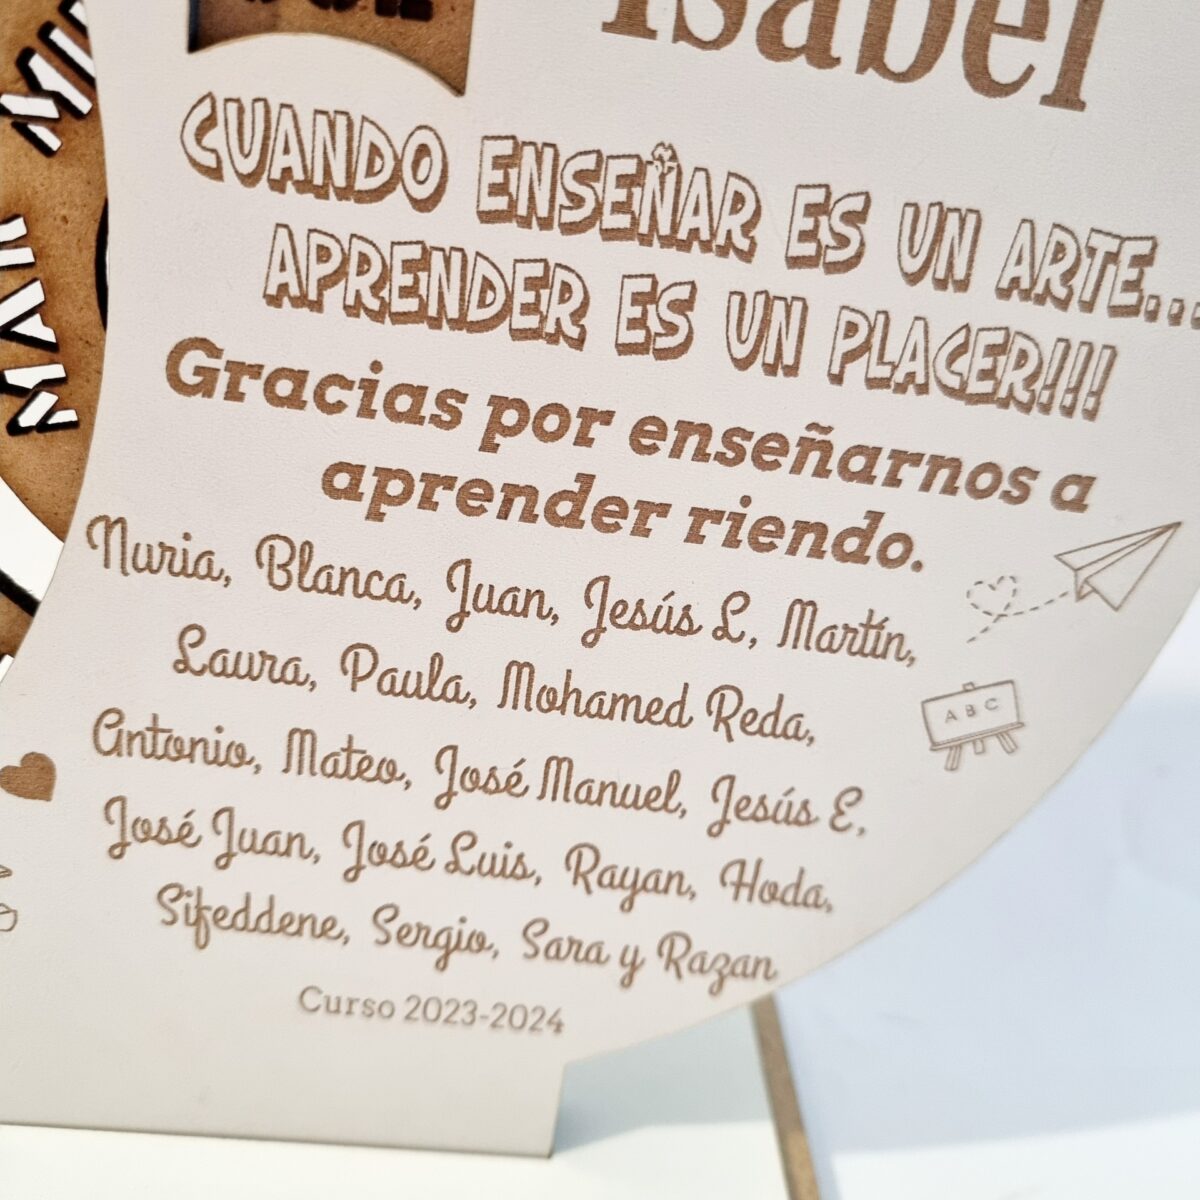 Isabel
CUANDO ENSEÑAR ES UN ARTE...
APRENDER ES UN PLACER!!!
Gracias por enseñarnos a
aprender riendo.
Nuria, Blanca, Juan, Jesús L, Martín,
Laura, Paula, Mohamed Reda,
Antonio, Mateo, José Manuel, Jesús E,
José Juan, José Luis, Rayan, Hoda,
Sifeddene, Sergio, Sara y Razan
Curso 2023-2024
A B C